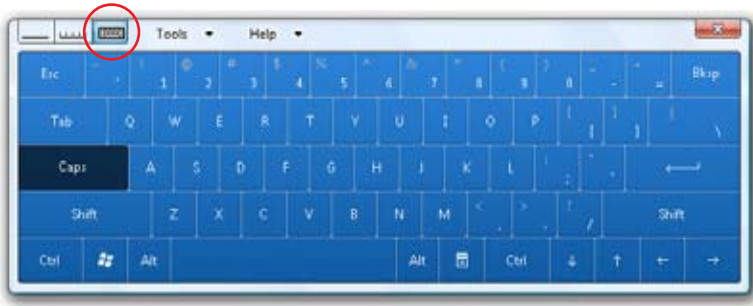 Tools Help
Esc 1 2 3 4 5 6 7 8 9 0 - = Bksp
Tab Q W E R T Y U I O P [ ] \
Caps A S D F G H J K L ;
Shift Z X C V B N M < > /
Ctrl Alt Alt Ctrl ↓ ↑ ← →